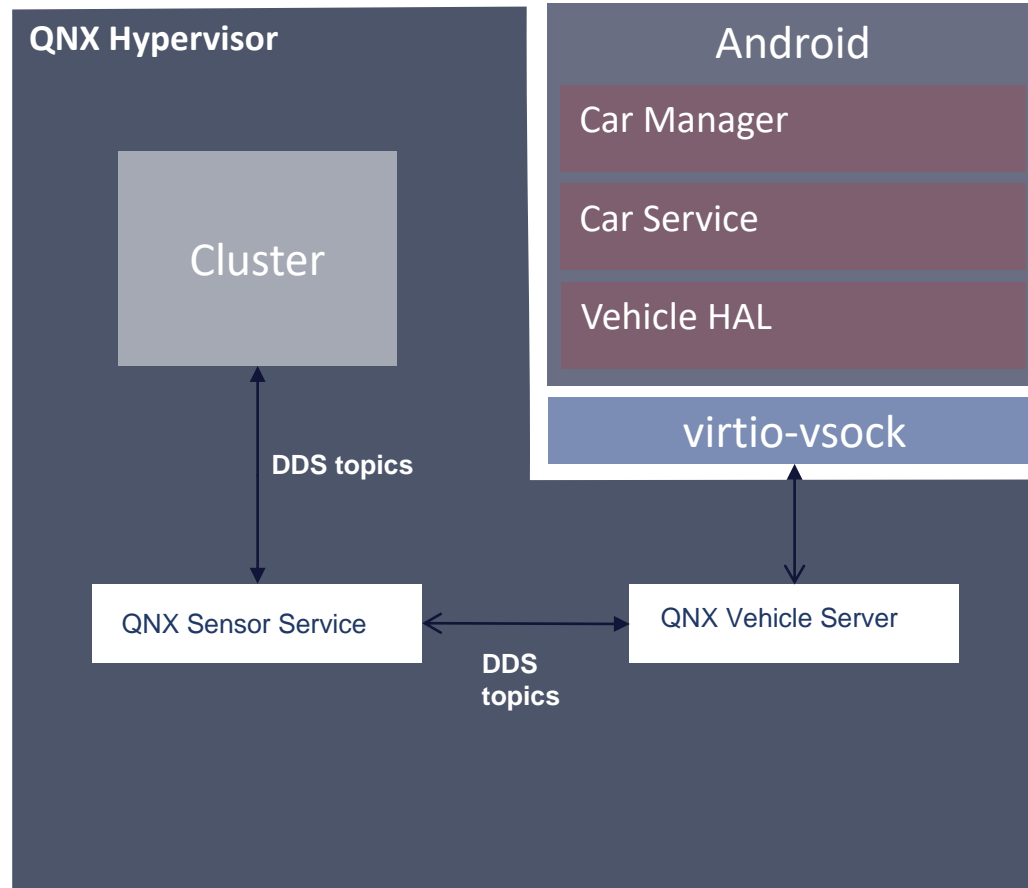 QNX Hypervisor
Android
Car Manager
Car Service
Vehicle HAL
virtio-vsock
Cluster
DDS topics
QNX Sensor Service
QNX Vehicle Server
DDS
topics